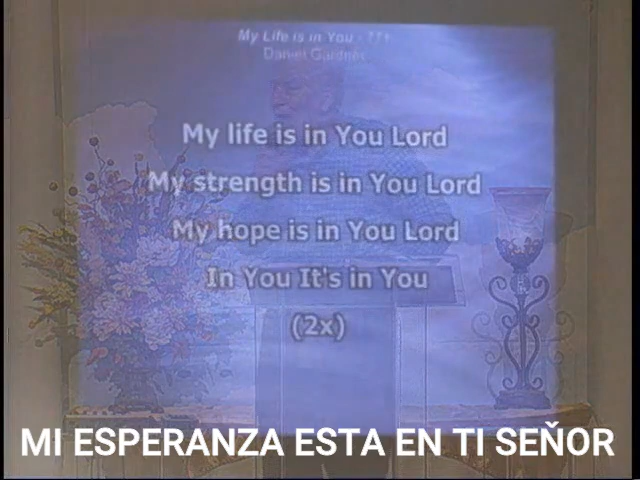 My Life is in You - ??1
Daniel Gardner
My life is in You Lord
My strength is in You Lord
My hope is in You Lord
In You It's in You
(2x)
MI ESPERANZA ESTA EN TI SEŇOR